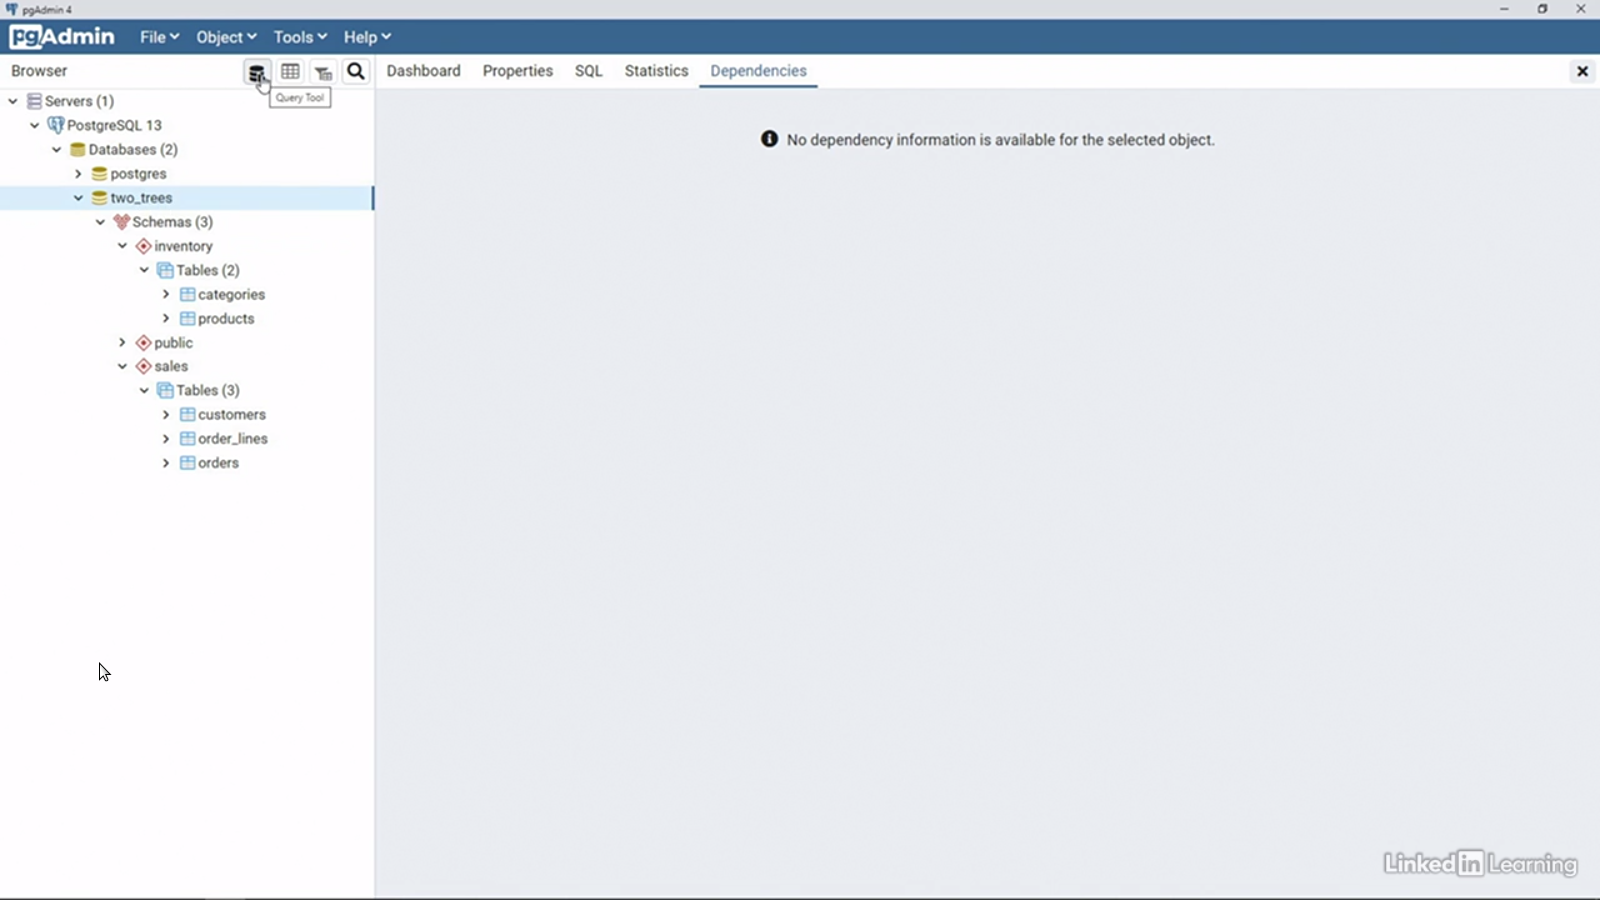 pgAdmin 4
pgAdmin File Object Tools Help
Browser
Query Tool
Dashboard Properties SQL Statistics Dependencies
Servers (1)
PostgreSQL 13
Databases (2)
postgres
two_trees
Schemas (3)
inventory
Tables (2)
categories
products
public
sales
Tables (3)
customers
order_lines
orders
No dependency information is available for the selected object.
Linked in Learning